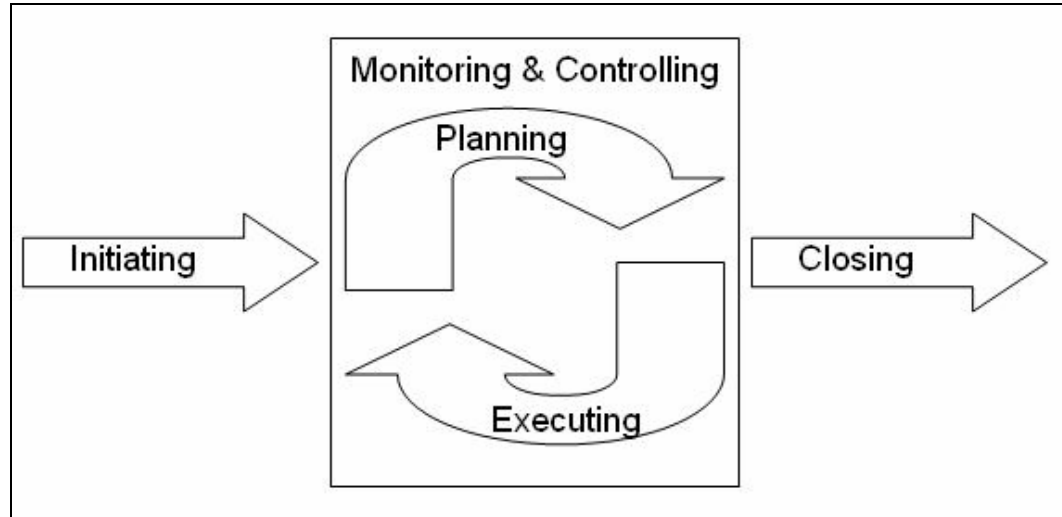 Monitoring & Controlling
Planning
Initiating
Closing
Executing